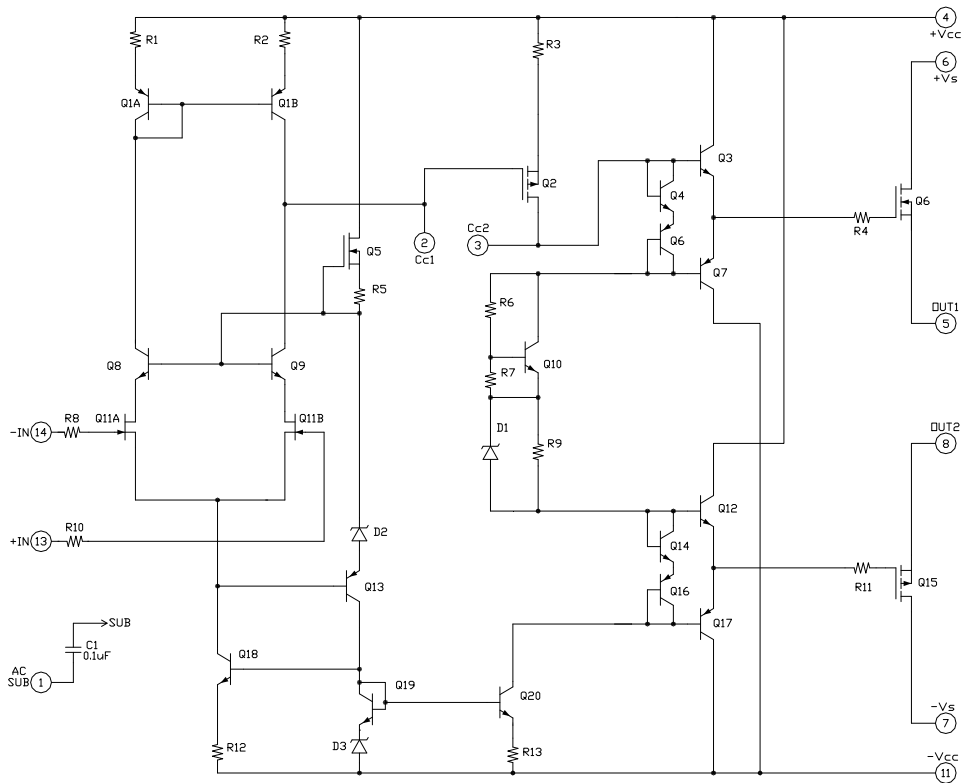 R1
R2
R3
4
+Vcc
6
+Vs
Q1A
Q1B
Q3
Q2
Q4
Q6
R4
Cc2
3
2
Cc1
Q5
Q6
Q7
R5
R6
OUT1
5
Q8
Q9
R7
Q10
Q11A
Q11B
R8
-IN
14
D1
R9
OUT2
8
+IN
13
R10
D2
Q12
Q14
Q13
Q16
R11
Q15
SUB
C1
0.1uF
Q17
AC
SUB
1
Q18
Q19
Q20
-Vs
7
R12
D3
R13
-Vcc
11